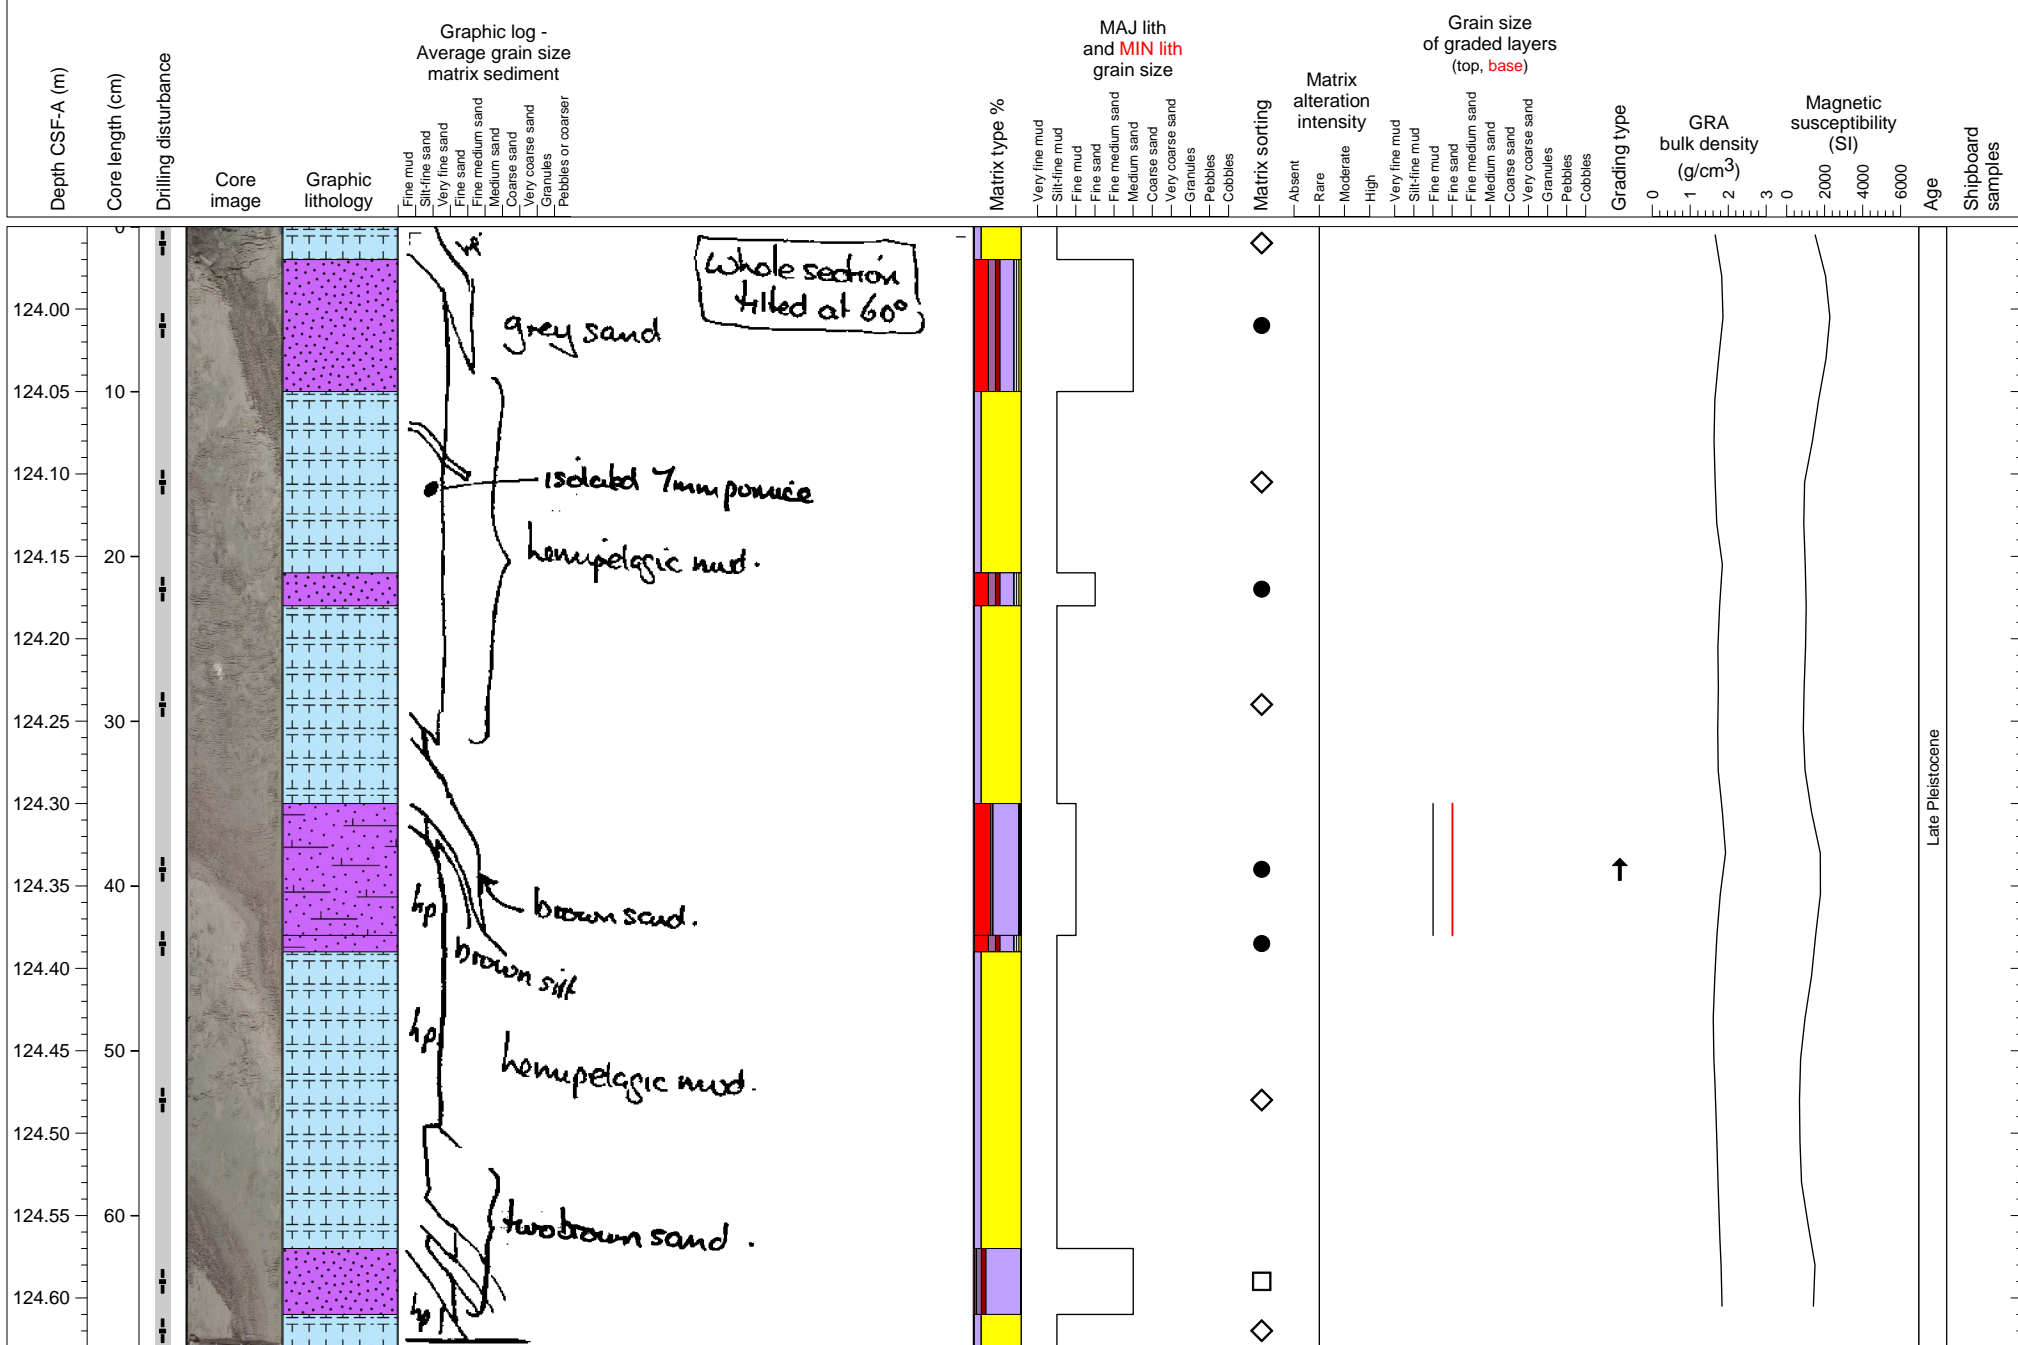 Depth CSF-A (m)
Core length (cm)
Drilling disturbance
Core
image
Graphic
lithology
Graphic log -
Average grain size
matrix sediment
Fine mud
Silt-fine sand
Very fine sand
Fine sand
Fine medium sand
Medium sand
Coarse sand
Very coarse sand
Granules
Pebbles or coarser
Matrix type %
MAJ lith
and MIN lith
grain size
Very fine mud
Silt-fine mud
Fine mud
Fine sand
Fine medium sand
Medium sand
Coarse sand
Very coarse sand
Granules
Pebbles
Cobbles
Matrix sorting
Matrix
alteration
intensity
Absent
Rare
Moderate
High
Grain size
of graded layers
(top, base)
Very fine mud
Silt-fine mud
Fine mud
Fine sand
Fine medium sand
Medium sand
Coarse sand
Very coarse sand
Granules
Pebbles
Cobbles
Grading type
GRA
bulk density
(g/cm3)
0 1 2 3
Magnetic
susceptibility
(SI)
0 2000 4000 6000
Age
Shipboard
samples
0
124.00
124.05
10
124.10
124.15
20
124.20
124.25
30
124.30
124.35
40
124.40
124.45
50
124.50
124.55
60
124.60
Whole section
tilted at 60°
grey sand
isolated 7mm pumice
hemipelagic mud.
hp
brown sand.
brown silt
hp
hemipelagic mud.
two brown sand.
hp
Late Pleistocene